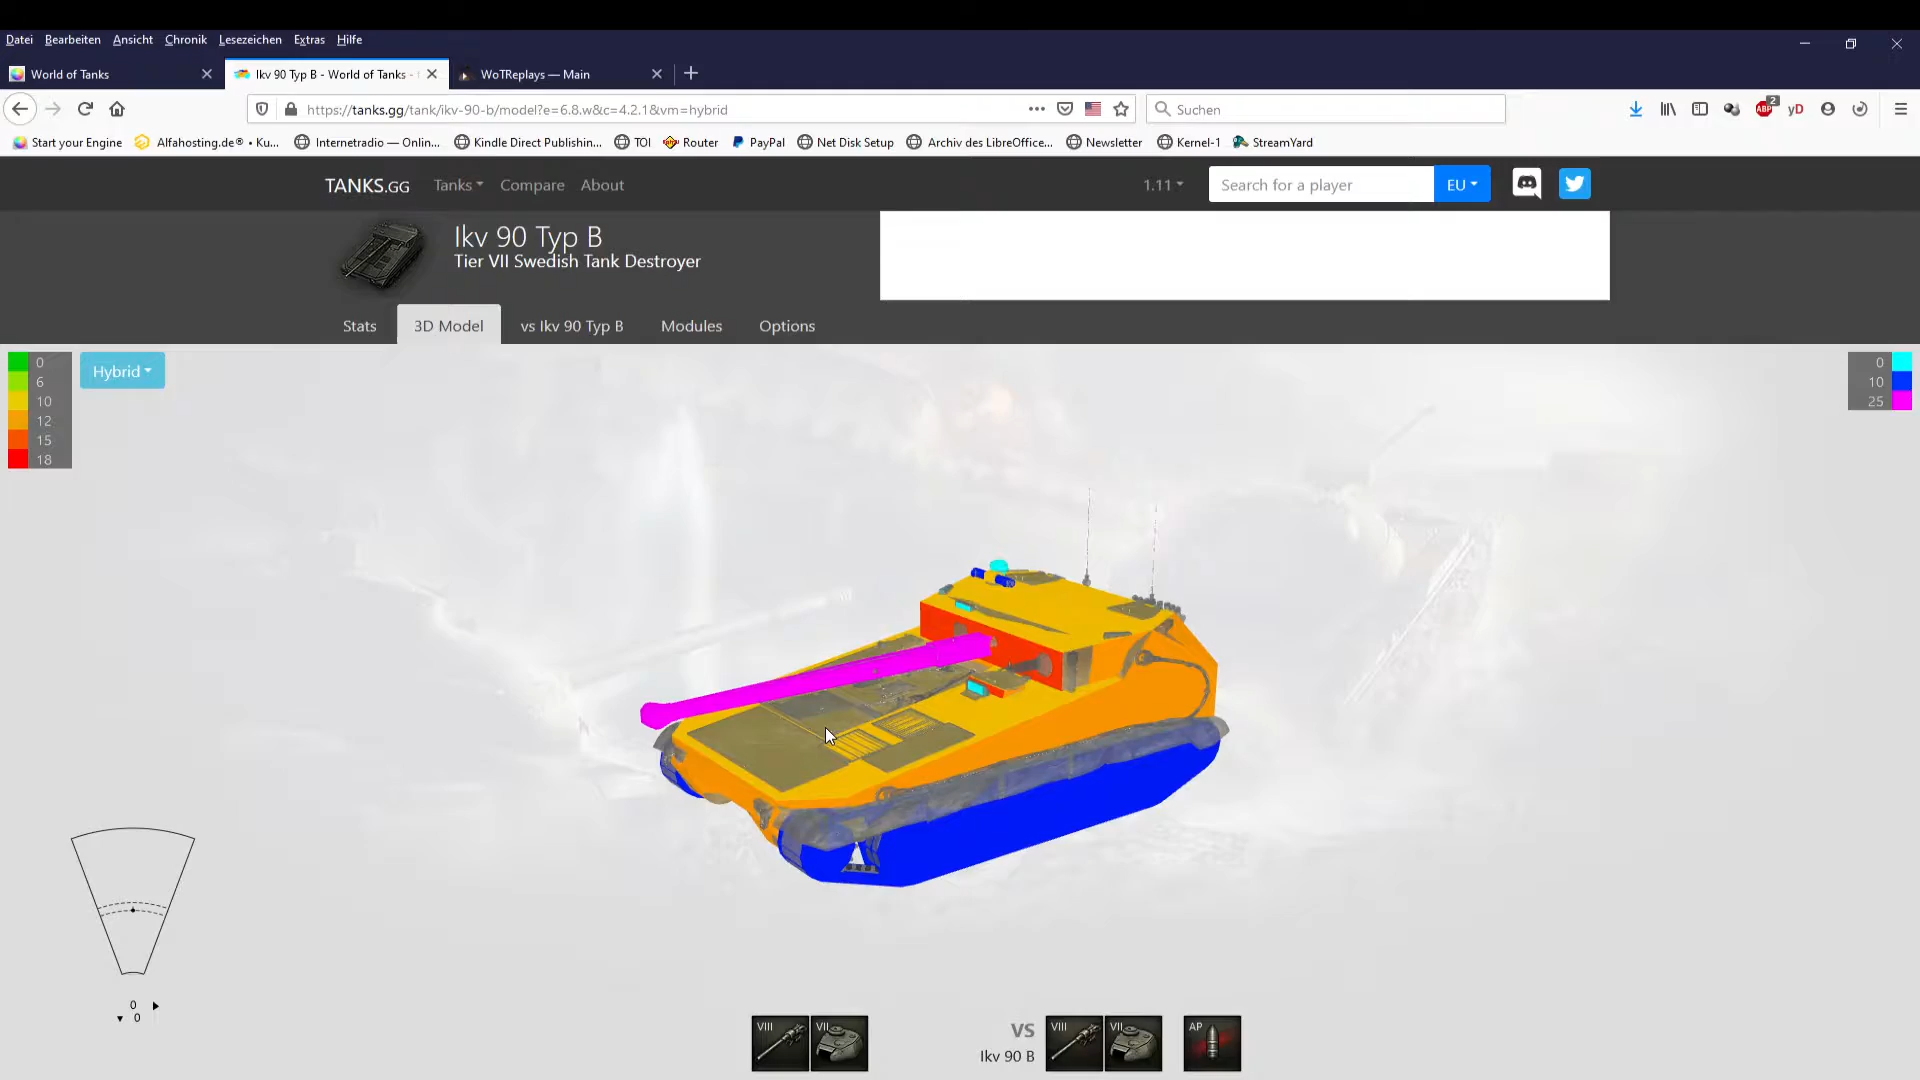 Datei Bearbeiten Ansicht Chronik Lesezeichen Extras Hilfe
World of Tanks
Ikv 90 Typ B - World of Tanks -
WoTReplays — Main
https://tanks.gg/tank/ikv-90-b/model?e=6.8.w&c=4.2.1&vm=hybrid
Suchen
ABP 2
yD
Start your Engine Alfahosting.de® • Ku... Internetradio — Onlin... Kindle Direct Publishin... TOI Router PayPal Net Disk Setup Archiv des LibreOffice... Newsletter Kernel-1 StreamYard
TANKS.GG Tanks Compare About 1.11 Search for a player EU
Ikv 90 Typ B
Tier VII Swedish Tank Destroyer
Stats 3D Model vs Ikv 90 Typ B Modules Options
Hybrid
0
6
10
12
15
18
0
10
25
0
0
VIII VII
VS
Ikv 90 B
VIII VII AP